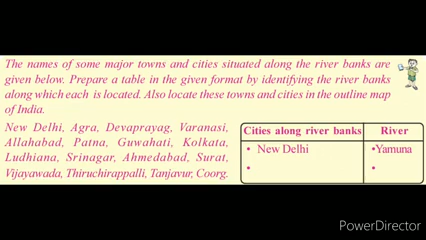 The names of some major towns and cities situated along the river banks are
given below. Prepare a table in the given format by identifying the river banks
along which each is located. Also locate these towns and cities in the outline map
of India.
New Delhi, Agra, Devaprayag, Varanasi,
Allahabad, Patna, Guwahati, Kolkata,
Ludhiana, Srinagar, Ahmedabad, Surat,
Vijayawada, Thiruchirappalli, Tanjavur, Coorg.
Cities along river banks River
• New Delhi •Yamuna
• •
PowerDirector